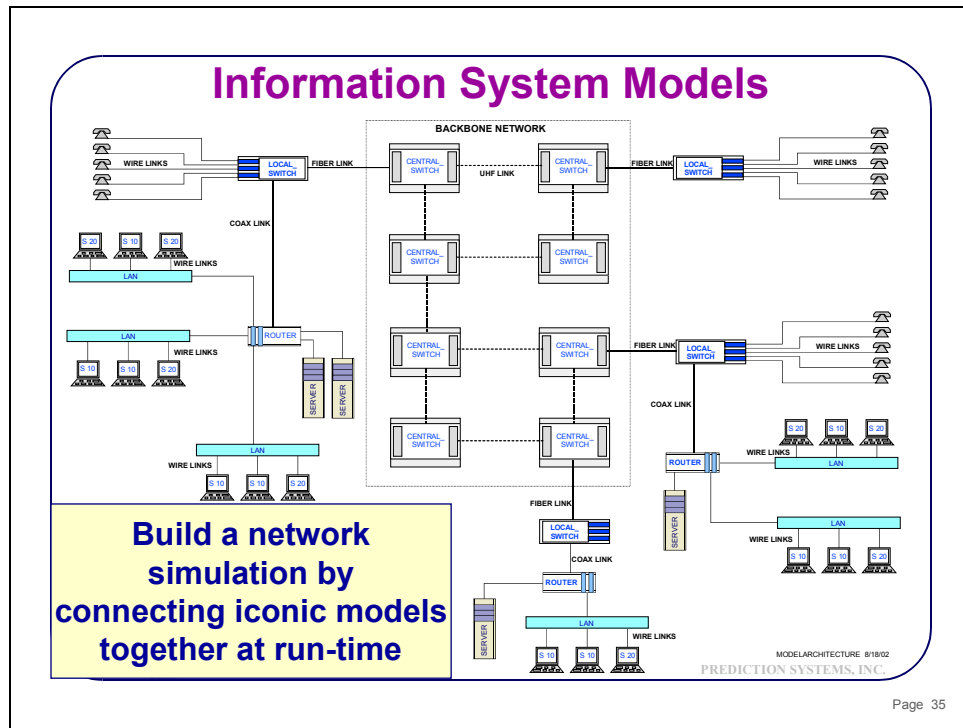 Information System Models
BACKBONE NETWORK
WIRE LINKS
LOCAL_
SWITCH
FIBER LINK
CENTRAL_
SWITCH
UHF LINK
CENTRAL_
SWITCH
FIBER LINK
LOCAL_
SWITCH
WIRE LINKS
COAX LINK
S 20
S 10
S 20
WIRE LINKS
LAN
CENTRAL_
SWITCH
CENTRAL_
SWITCH
LAN
ROUTER
WIRE LINKS
S 10
S 10
S 20
SERVER
SERVER
CENTRAL_
SWITCH
CENTRAL_
SWITCH
FIBER LINK
LOCAL_
SWITCH
WIRE LINKS
COAX LINK
LAN
WIRE LINKS
S 10
S 10
S 20
CENTRAL_
SWITCH
CENTRAL_
SWITCH
S 20
S 10
S 20
WIRE LINKS
ROUTER
LAN
SERVER
LAN
WIRE LINKS
S 10
S 10
S 20
FIBER LINK
LOCAL_
SWITCH
COAX LINK
ROUTER
SERVER
LAN
WIRE LINKS
S 10
S 10
S 20
Build a network
simulation by
connecting iconic models
together at run-time
MODELARCHITECTURE 8/18/02
PREDICTION SYSTEMS, INC.
Page 35